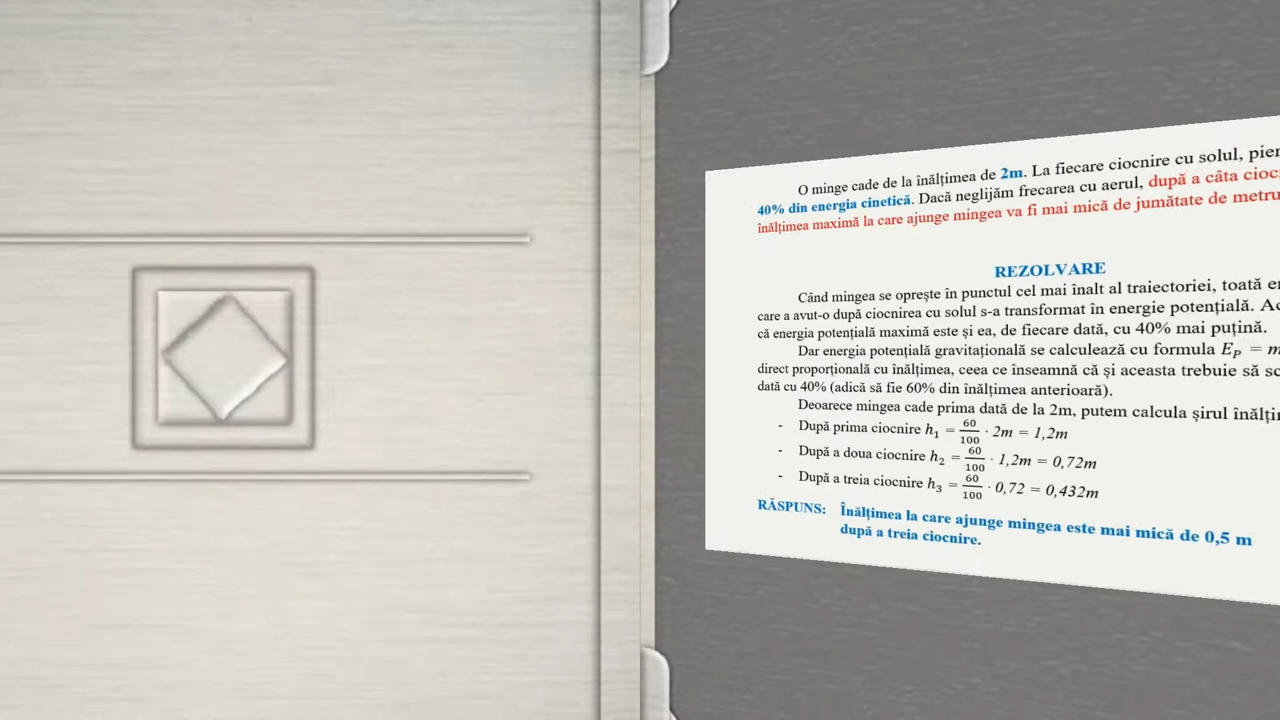 O minge cade de la înălțimea de 2m. La fiecare ciocnire cu solul,
40% din energia cinetică. Dacă neglijăm frecarea cu aerul, după a câta
înălțimea maximă la care ajunge mingea va fi mai mică de jumătate de metru
REZOLVARE
Când mingea se oprește în punctul cel mai înalt al traiectoriei, toată
care a avut-o după ciocnirea cu solul s-a transformat în energie potențială.
că energia potențială maximă este și ea, de fiecare dată, cu 40% mai puțină.
Dar energia potențială gravitațională se calculează cu formula E_P =
direct proporțională cu înălțimea, ceea ce înseamnă că și aceasta trebuie să
dată cu 40% (adică să fie 60% din înălțimea anterioară).
Deoarece mingea cade prima dată de la 2m, putem calcula șirul
- După prima ciocnire h₁ = 60/100 · 2m = 1,2m
- După a doua ciocnire h₂ = 60/100 · 1,2m = 0,72m
- După a treia ciocnire h₃ = 60/100 · 0,72 = 0,432m
RĂSPUNS: Înălțimea la care ajunge mingea este mai mică de 0,5 m
după a treia ciocnire.